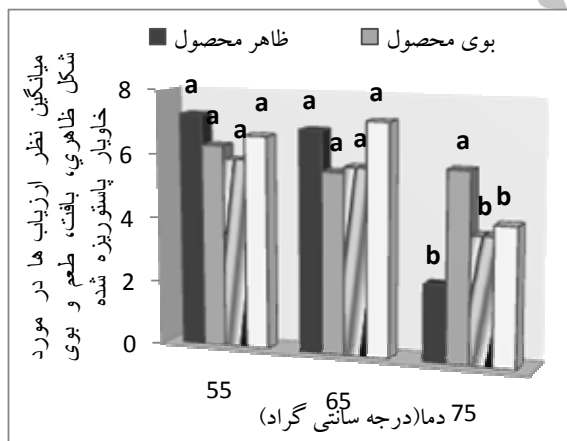 ظاهر محصول
بوی محصول
میانگین نظر ارزیاب ها در مورد
شکل ظاهري، بافت، طعم و بوی
خاویار پاستوریزه شده
8
6
4
2
0
a
a
a
a
a
a
a
a
b
a
b
b
55
65
75
دما(درجه سانتی گراد)